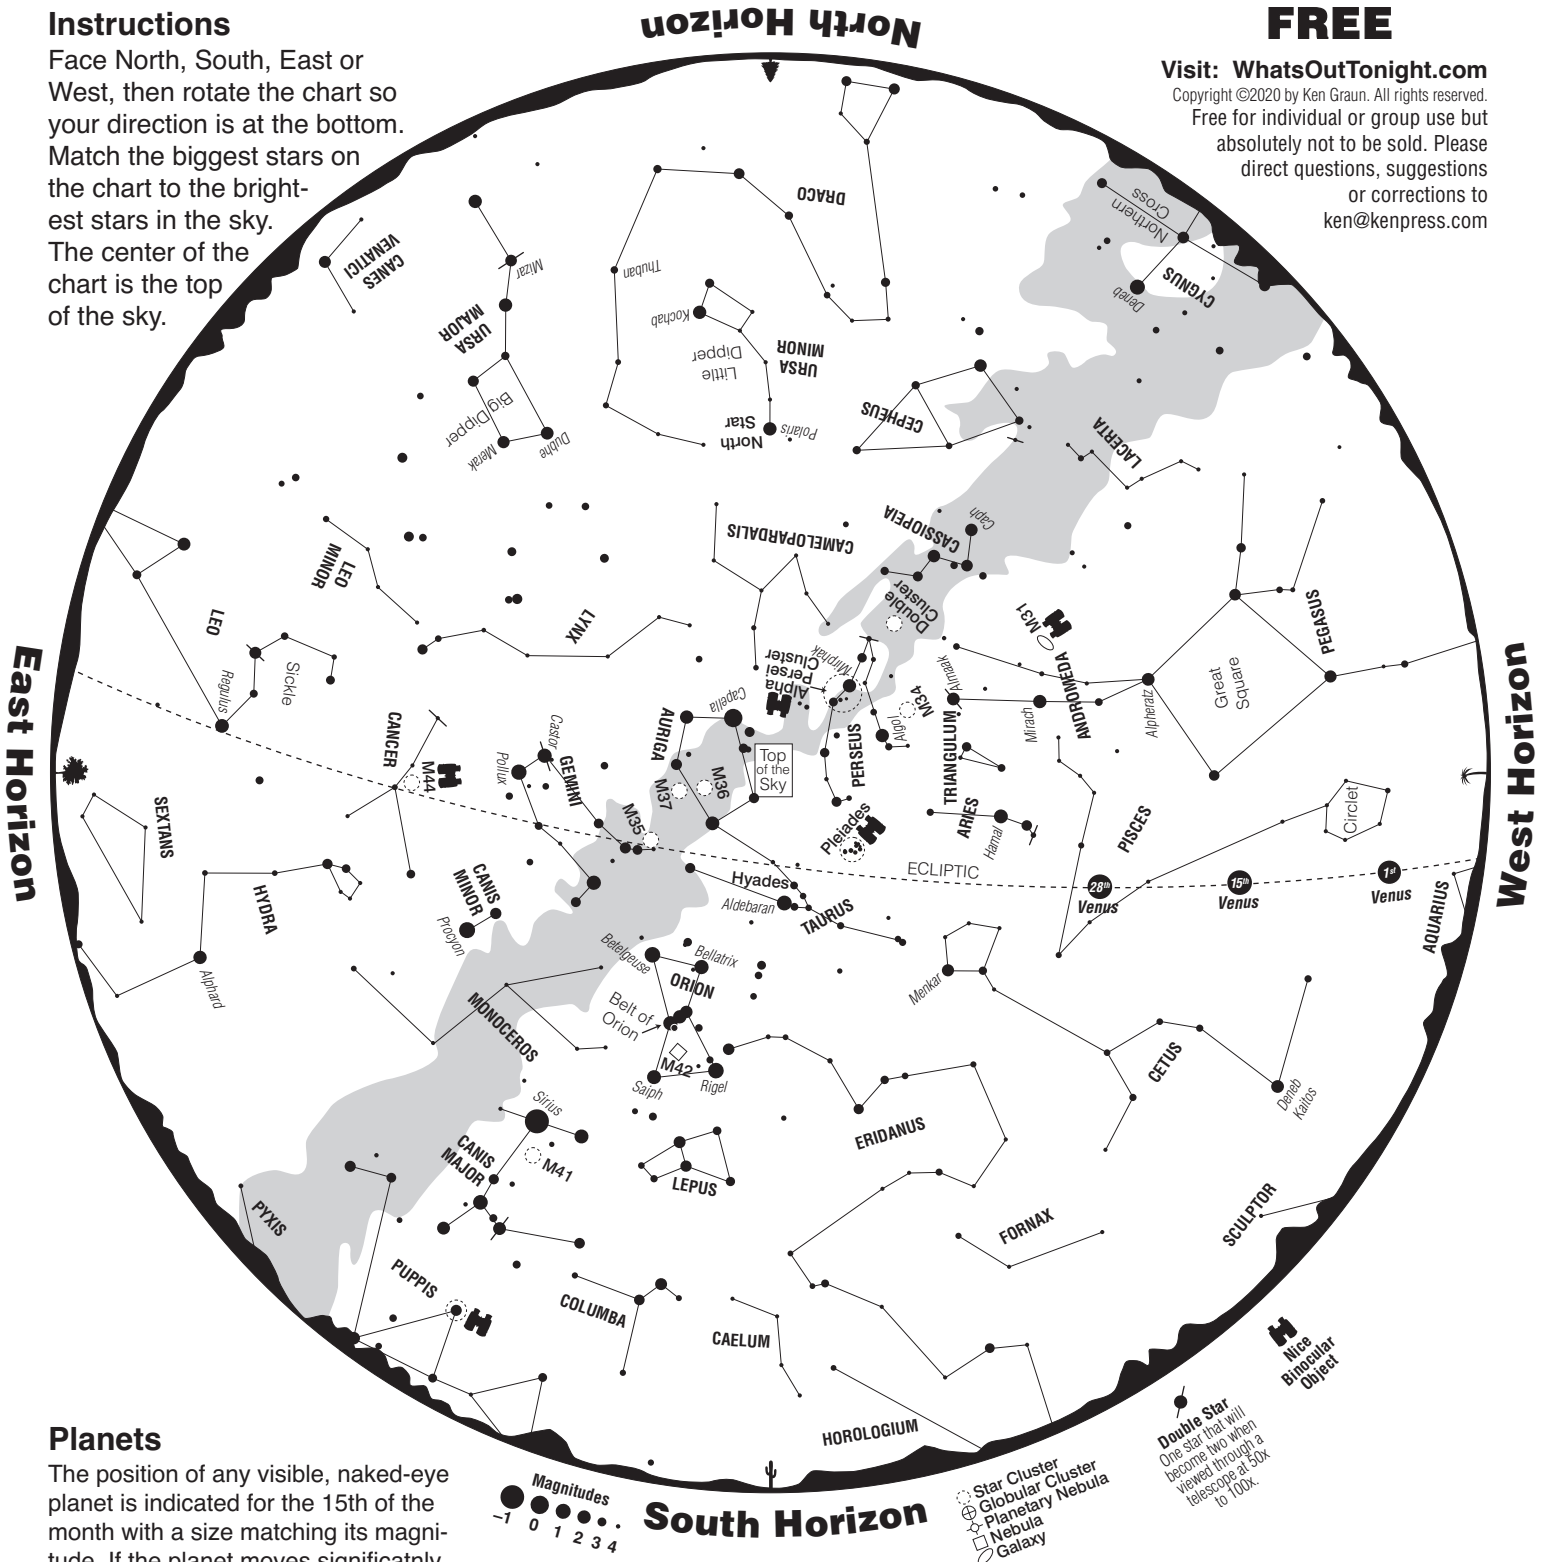 Instructions
Face North, South, East or
West, then rotate the chart so
your direction is at the bottom.
Match the biggest stars on
the chart to the bright-
est stars in the sky.
The center of the
chart is the top
of the sky.
North Horizon
FREE
Visit: WhatsOutTonight.com
Copyright ©2020 by Ken Graun. All rights reserved.
Free for individual or group use but
absolutely not to be sold. Please
direct questions, suggestions
or corrections to
ken@kenpress.com
DRACO
Northern
Cross
CYGNUS
Deneb
CANES
VENATICI
Mizar
URSA
MAJOR
Thuban
Kochab
Little
Dipper
URSA
MINOR
Big Dipper
Merak
Dubhe
North
Star
Polaris
CEPHEUS
LACERTA
CAMELOPARDALIS
CASSIOPEIA
Caph
LEO
MINOR
LEO
Sickle
Regulus
LYNX
Double
Cluster
M31
PEGASUS
Great
Square
East Horizon
West Horizon
Alpha
Persei
Cluster
Mirphak
Capella
AURIGA
M34
Almaak
ANDROMEDA
Mirach
Alpheratz
CANCER
M44
Castor
Pollux
GEMINI
M37
M36
Top
of the
Sky
PERSEUS
Algol
TRIANGULUM
ARIES
Hamal
PISCES
Circlet
SEXTANS
M35
Pleiades
ECLIPTIC
28th
Venus
15th
Venus
1st
Venus
AQUARIUS
HYDRA
Alphard
CANIS
MINOR
Procyon
Hyades
Aldebaran
TAURUS
Betelgeuse
Bellatrix
ORION
Belt of
Orion
M42
Saiph
Rigel
Menkar
CETUS
Deneb
Kaitos
MONOCEROS
Sirius
CANIS
MAJOR
M41
LEPUS
ERIDANUS
PYXIS
PUPPIS
COLUMBA
CAELUM
FORNAX
SCULPTOR
HOROLOGIUM
Nice
Binocular
Object
Double Star
One star that will
become two when
viewed through a
telescope at 50x
to 100x.
Star Cluster
Globular Cluster
Planetary Nebula
Nebula
Galaxy
South Horizon
Magnitudes
–1 0 1 2 3 4
Planets
The position of any visible, naked-eye
planet is indicated for the 15th of the
month with a size matching its magni-
tude. If the planet moves significatnly